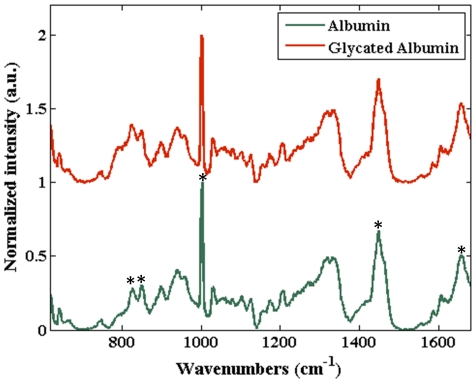 Albumin
Glycated Albumin
2
1.5
1
0.5
0
Normalized intensity (a.u.)
*
* *
*
*
800 1000 1200 1400 1600
Wavenumbers (cm⁻¹)